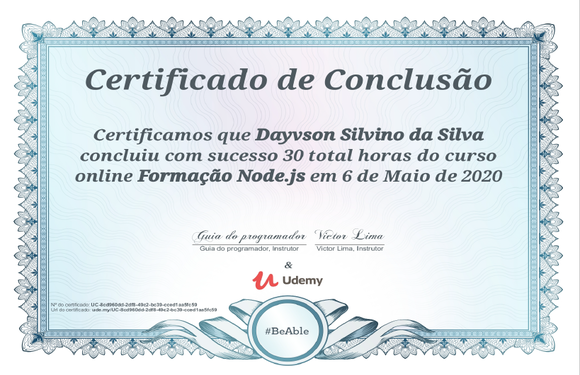 Certificado de Conclusão
Certificamos que Dayvson Silvino da Silva
concluiu com sucesso 30 total horas do curso
online Formação Node.js em 6 de Maio de 2020
Guia do programador Victor Lima
Guia do programador, Instrutor Victor Lima, Instrutor
&
Udemy
Nº do certificado: UC-8cd960dd-2df8-49c2-bc39-cced1aa5fc59
Url do certificado: ude.my/UC-8cd960dd-2df8-49c2-bc39-cced1aa5fc59
#BeAble